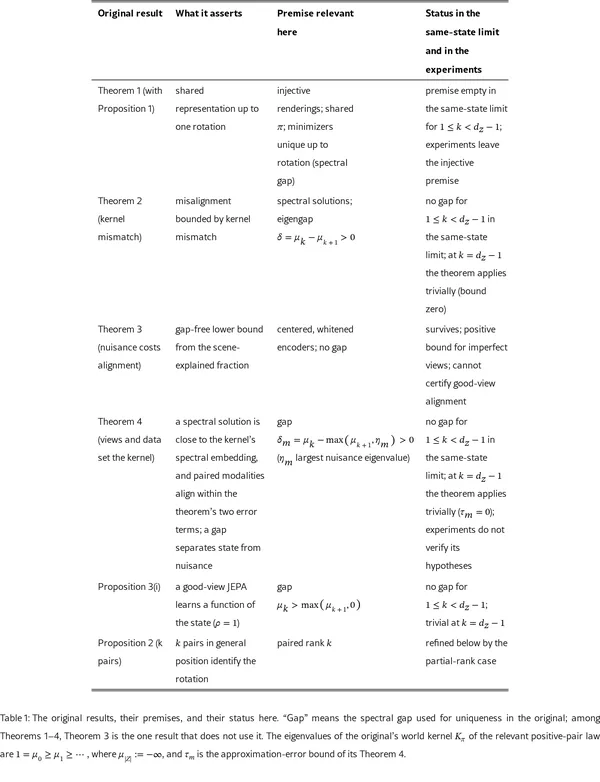 Original result
What it asserts
Premise relevant
here
Status in the
same-state limit
and in the
experiments
Theorem 1 (with
Proposition 1)
shared
representation up to
one rotation
injective
renderings; shared
π; minimizers
unique up to
rotation (spectral
gap)
premise empty in
the same-state limit
for 1 ≤ k < d_z − 1;
experiments leave
the injective
premise
Theorem 2
(kernel
mismatch)
misalignment
bounded by kernel
mismatch
spectral solutions;
eigengap
δ = μ_k − μ_{k+1} > 0
no gap for
1 ≤ k < d_z − 1 in
the same-state
limit; at k = d_z − 1
the theorem applies
trivially (bound
zero)
Theorem 3
(nuisance costs
alignment)
gap-free lower bound
from the scene-
explained fraction
centered, whitened
encoders; no gap
survives; positive
bound for imperfect
views; cannot
certify good-view
alignment
Theorem 4
(views and data
set the kernel)
a spectral solution is
close to the kernel's
spectral embedding,
and paired modalities
align within the
theorem's two error
terms; a gap
separates state from
nuisance
gap
δ_m = μ_k − max(μ_{k+1}, η_m) > 0
(η_m largest nuisance eigenvalue)
no gap for
1 ≤ k < d_z − 1 in
the same-state
limit; at k = d_z − 1
the theorem applies
trivially (τ_m = 0);
experiments do not
verify its
hypotheses
Proposition 3(i)
a good-view JEPA
learns a function of
the state (ρ = 1)
gap
μ_k > max(μ_{k+1}, 0)
no gap for
1 ≤ k < d_z − 1;
trivial at k = d_z − 1
Proposition 2 (k
pairs)
k pairs in general
position identify the
rotation
paired rank k
refined below by the
partial-rank case
Table 1: The original results, their premises, and their status here. “Gap” means the spectral gap used for uniqueness in the original; among
Theorems 1–4, Theorem 3 is the one result that does not use it. The eigenvalues of the original's world kernel K_π of the relevant positive-pair law
are 1 = μ_0 ≥ μ_1 ≥ ⋯ , where μ_{|Z|} := −∞, and τ_m is the approximation-error bound of its Theorem 4.